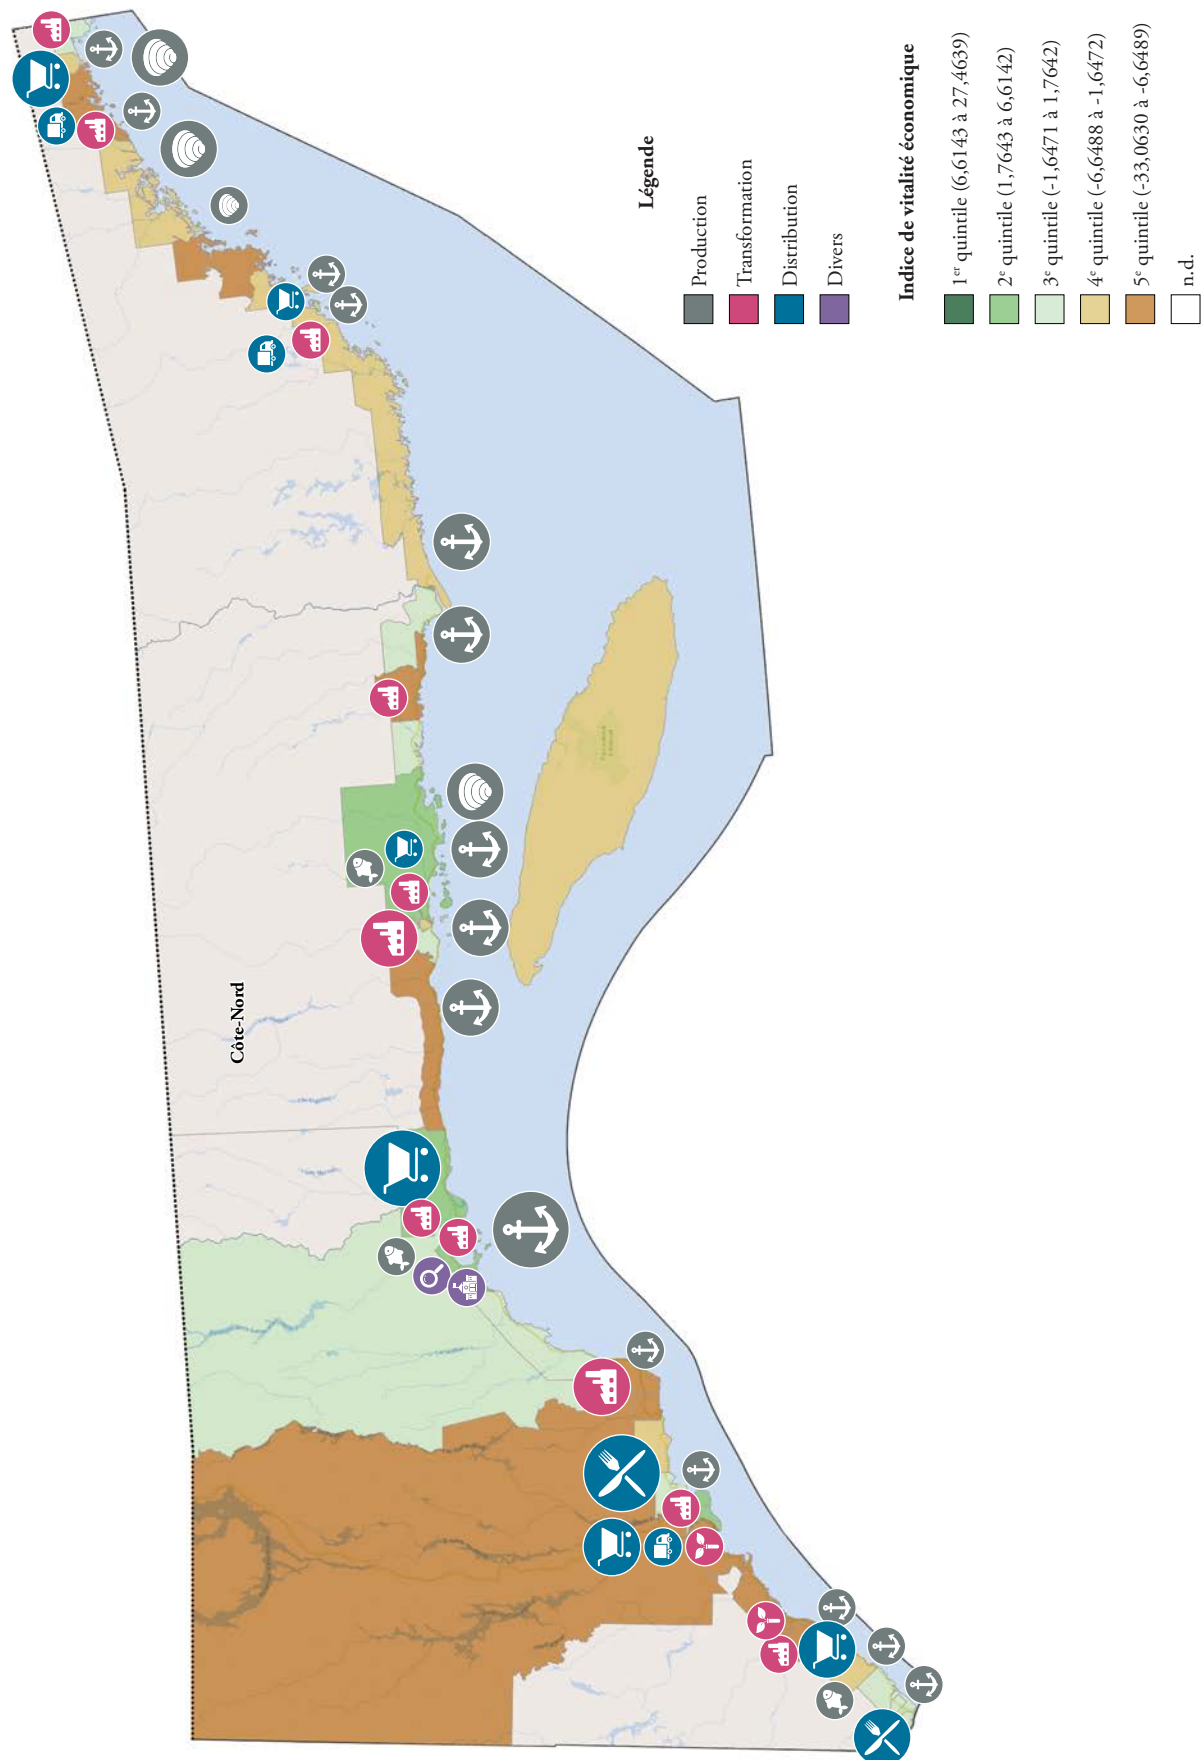 Côte-Nord
Légende
Production
Transformation
Distribution
Divers
Indice de vitalité économique
1er quintile (6,6143 à 27,4639)
2e quintile (1,7643 à 6,6142)
3e quintile (-1,6471 à 1,7642)
4e quintile (-6,6488 à -1,6472)
5e quintile (-33,0630 à -6,6489)
n.d.